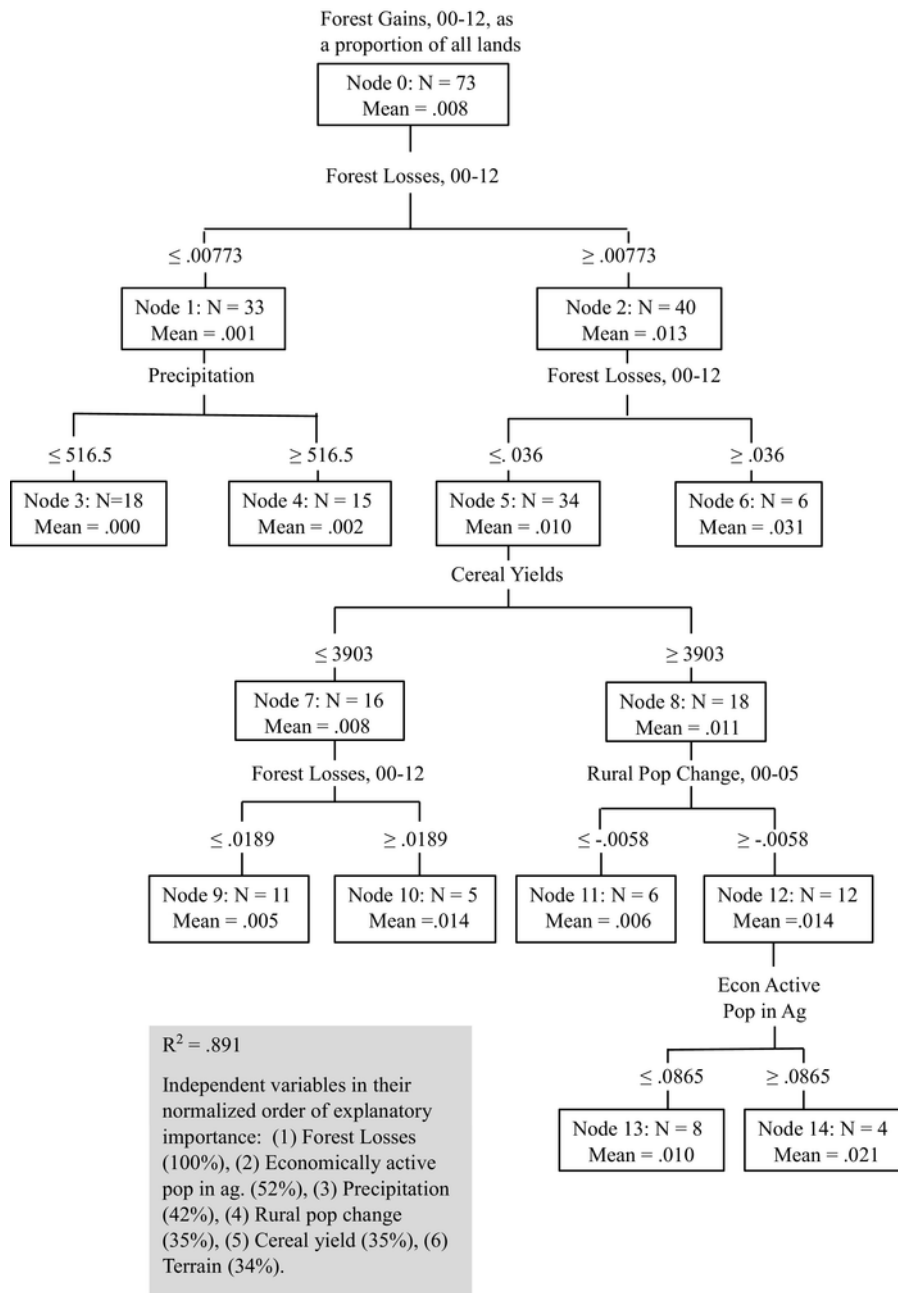 Forest Gains, 00-12, as
a proportion of all lands
Node 0: N = 73
Mean = .008
Forest Losses, 00-12
≤ .00773
≥ .00773
Node 1: N = 33
Mean = .001
Node 2: N = 40
Mean = .013
Precipitation
Forest Losses, 00-12
≤ 516.5
≥ 516.5
≤. 036
≥ .036
Node 3: N=18
Mean = .000
Node 4: N = 15
Mean = .002
Node 5: N = 34
Mean = .010
Node 6: N = 6
Mean = .031
Cereal Yields
≤ 3903
≥ 3903
Node 7: N = 16
Mean = .008
Node 8: N = 18
Mean = .011
Forest Losses, 00-12
Rural Pop Change, 00-05
≤ .0189
≥ .0189
≤ -.0058
≥ -.0058
Node 9: N = 11
Mean = .005
Node 10: N = 5
Mean = .014
Node 11: N = 6
Mean = .006
Node 12: N = 12
Mean =.014
Econ Active
Pop in Ag
≤ .0865
≥ .0865
Node 13: N = 8
Mean = .010
Node 14: N = 4
Mean = .021
R² = .891
Independent variables in their
normalized order of explanatory
importance: (1) Forest Losses
(100%), (2) Economically active
pop in ag. (52%), (3) Precipitation
(42%), (4) Rural pop change
(35%), (5) Cereal yield (35%), (6)
Terrain (34%).